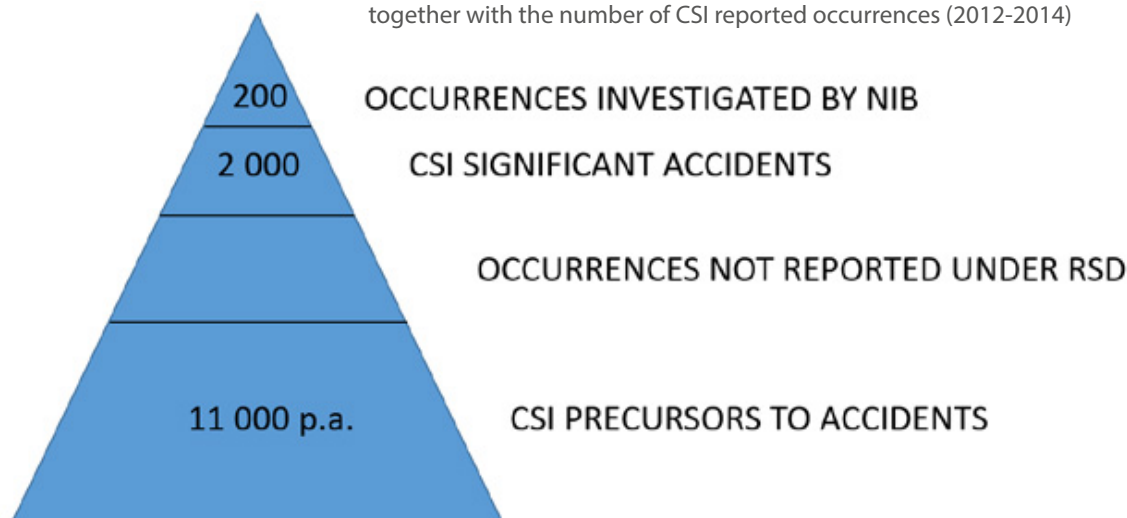 together with the number of CSI reported occurrences (2012-2014)
200 OCCURRENCES INVESTIGATED BY NIB
2 000 CSI SIGNIFICANT ACCIDENTS
OCCURRENCES NOT REPORTED UNDER RSD
11 000 p.a. CSI PRECURSORS TO ACCIDENTS